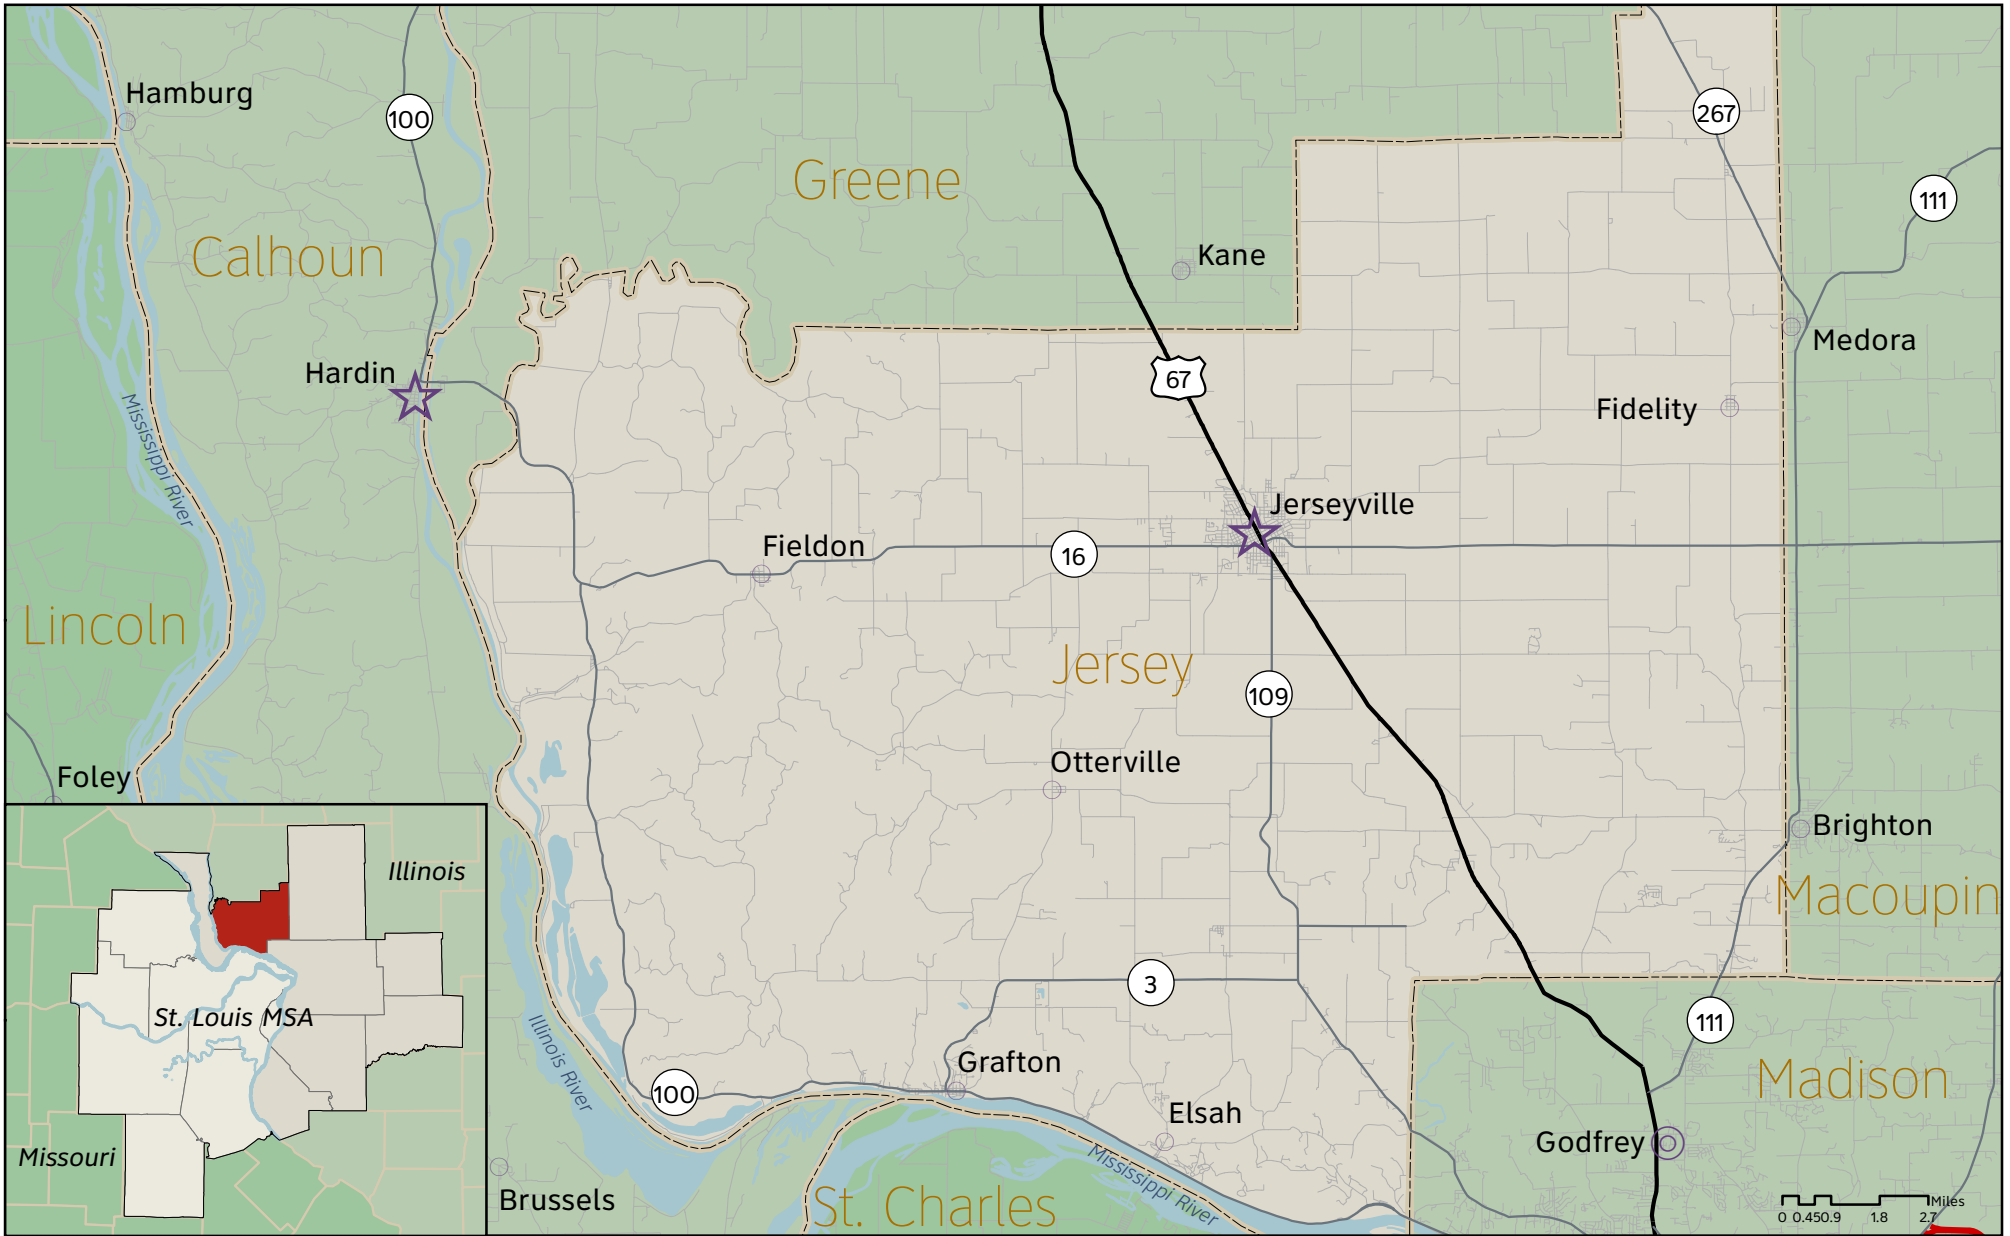 Hamburg
100
267
Greene
111
Calhoun
Kane
Medora
Hardin
67
Fidelity
Mississippi River
Jerseyville
Fieldon
16
Lincoln
Jersey
109
Otterville
Foley
Brighton
Illinois
Macoupin
3
St. Louis MSA
111
Illinois River
Grafton
Madison
100
Elsah
Godfrey
Missouri
Mississippi River
Brussels
St. Charles
Miles
0 0.45 0.9 1.8 2.7